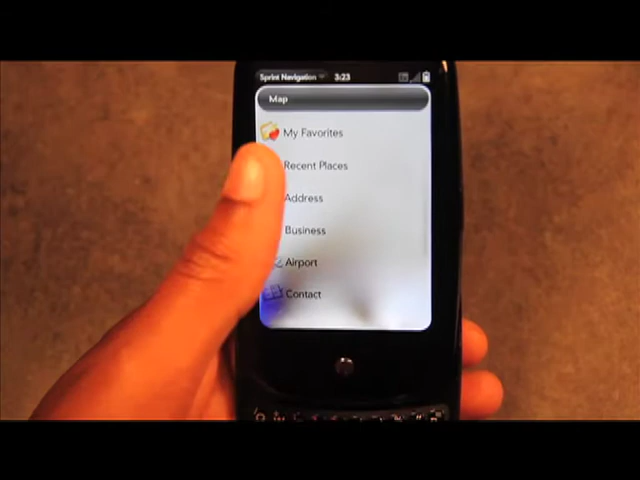 Sprint Navigation 3:23
Map
My Favorites
Recent Places
Address
Business
Airport
Contact